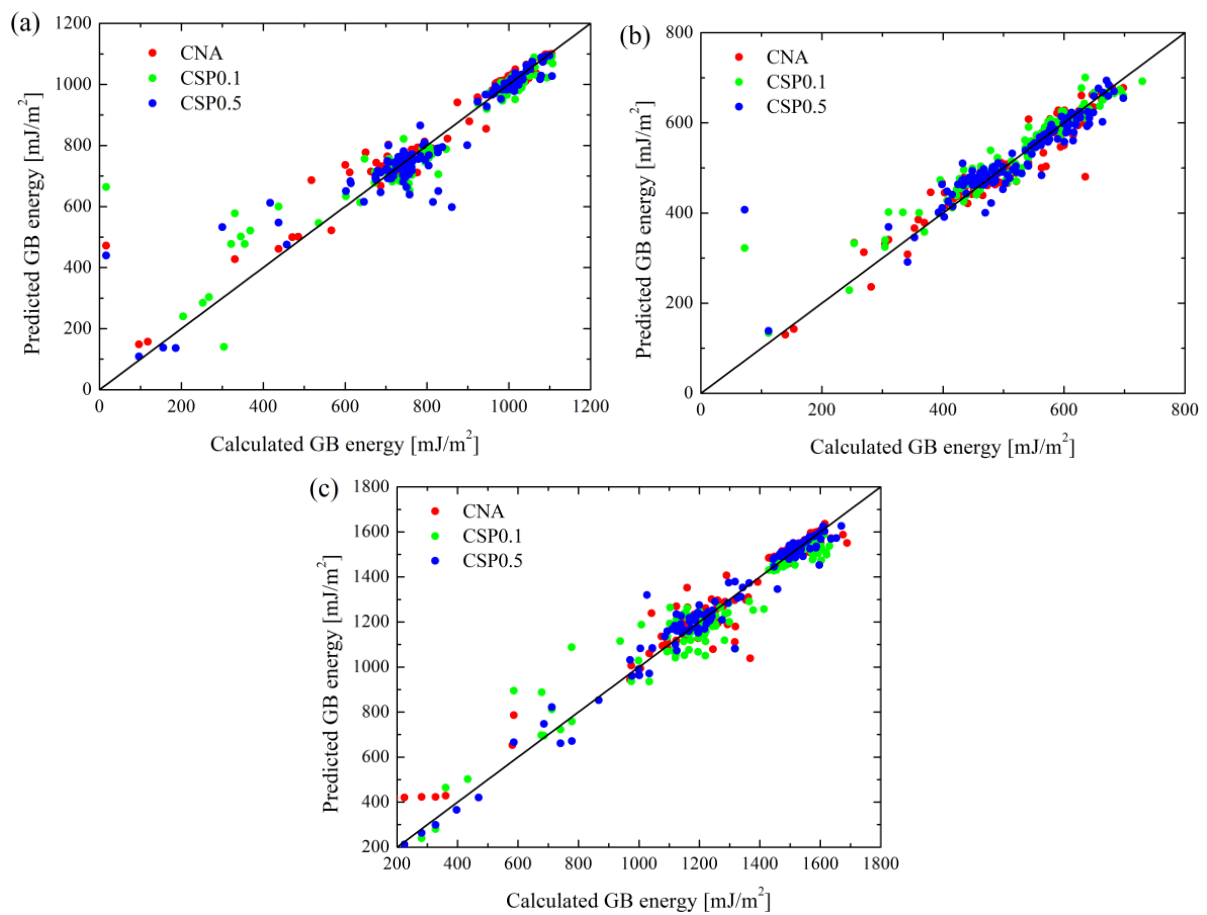 (a)
1200
1000
800
600
400
200
0
0 200 400 600 800 1000 1200
Predicted GB energy [mJ/m²]
Calculated GB energy [mJ/m²]
CNA
CSP0.1
CSP0.5
(b)
800
600
400
200
0
0 200 400 600 800
Predicted GB energy [mJ/m²]
Calculated GB energy [mJ/m²]
CNA
CSP0.1
CSP0.5
(c)
1800
1600
1400
1200
1000
800
600
400
200
200 400 600 800 1000 1200 1400 1600 1800
Predicted GB energy [mJ/m²]
Calculated GB energy [mJ/m²]
CNA
CSP0.1
CSP0.5